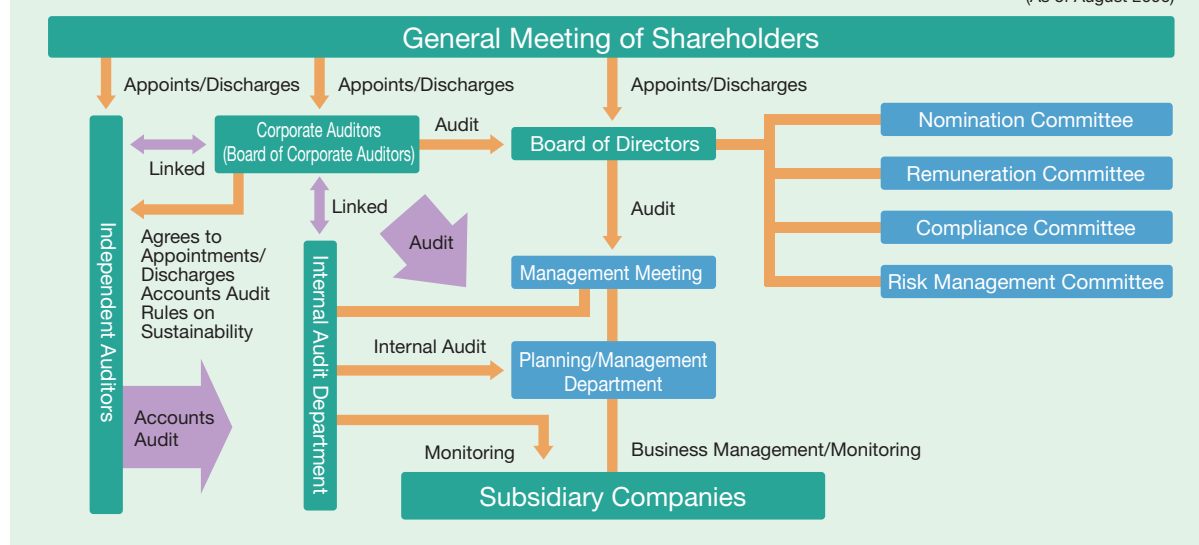 General Meeting of Shareholders
Appoints/Discharges
Appoints/Discharges
Appoints/Discharges
Corporate Auditors
(Board of Corporate Auditors)
Audit
Board of Directors
Nomination Committee
Remuneration Committee
Compliance Committee
Risk Management Committee
Linked
Linked
Audit
Audit
Independent Auditors
Agrees to
Appointments/
Discharges
Accounts Audit
Rules on
Sustainability
Internal Audit Department
Management Meeting
Internal Audit
Planning/Management
Department
Accounts
Audit
Monitoring
Business Management/Monitoring
Subsidiary Companies